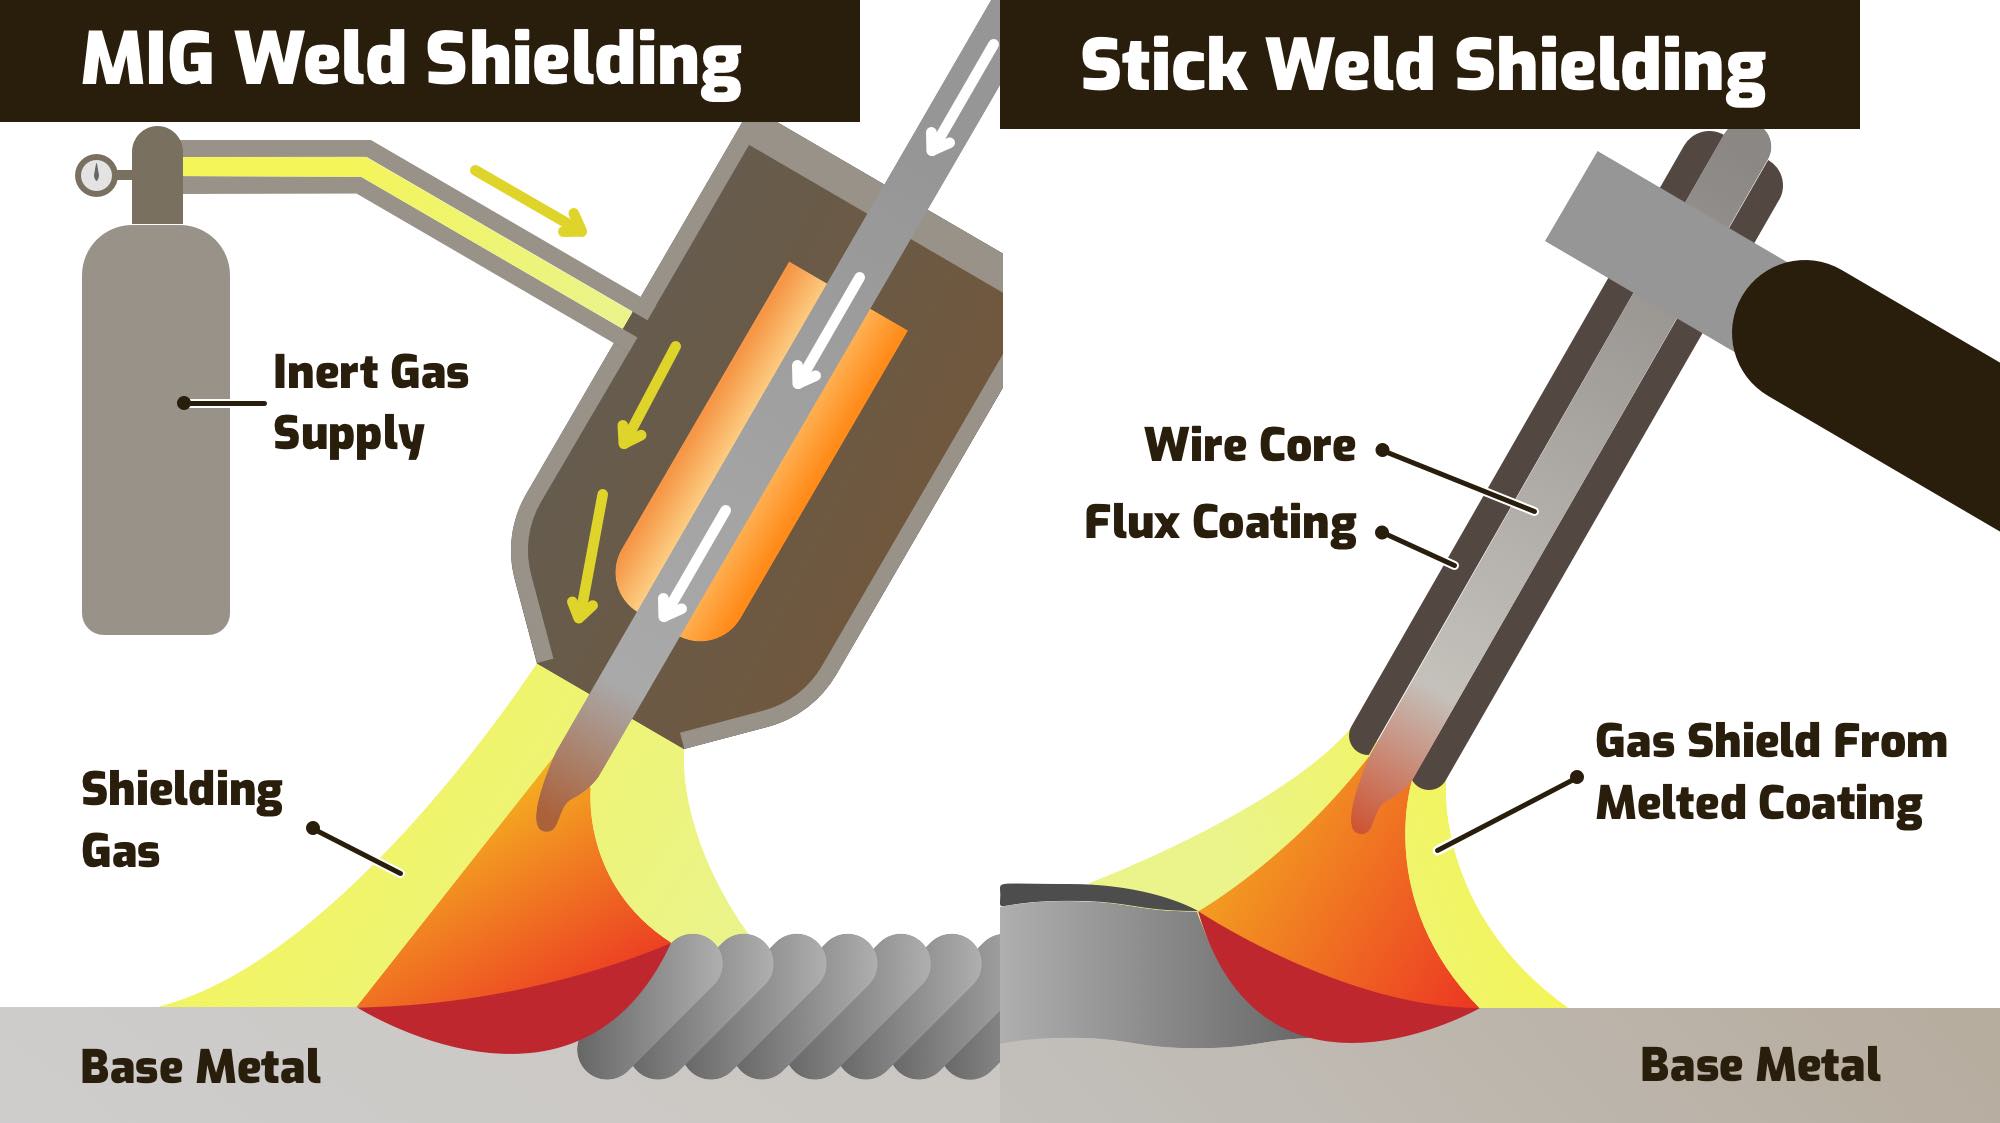 MIG Weld Shielding
Inert Gas
Supply
Shielding
Gas
Base Metal
Stick Weld Shielding
Wire Core
Flux Coating
Gas Shield From
Melted Coating
Base Metal